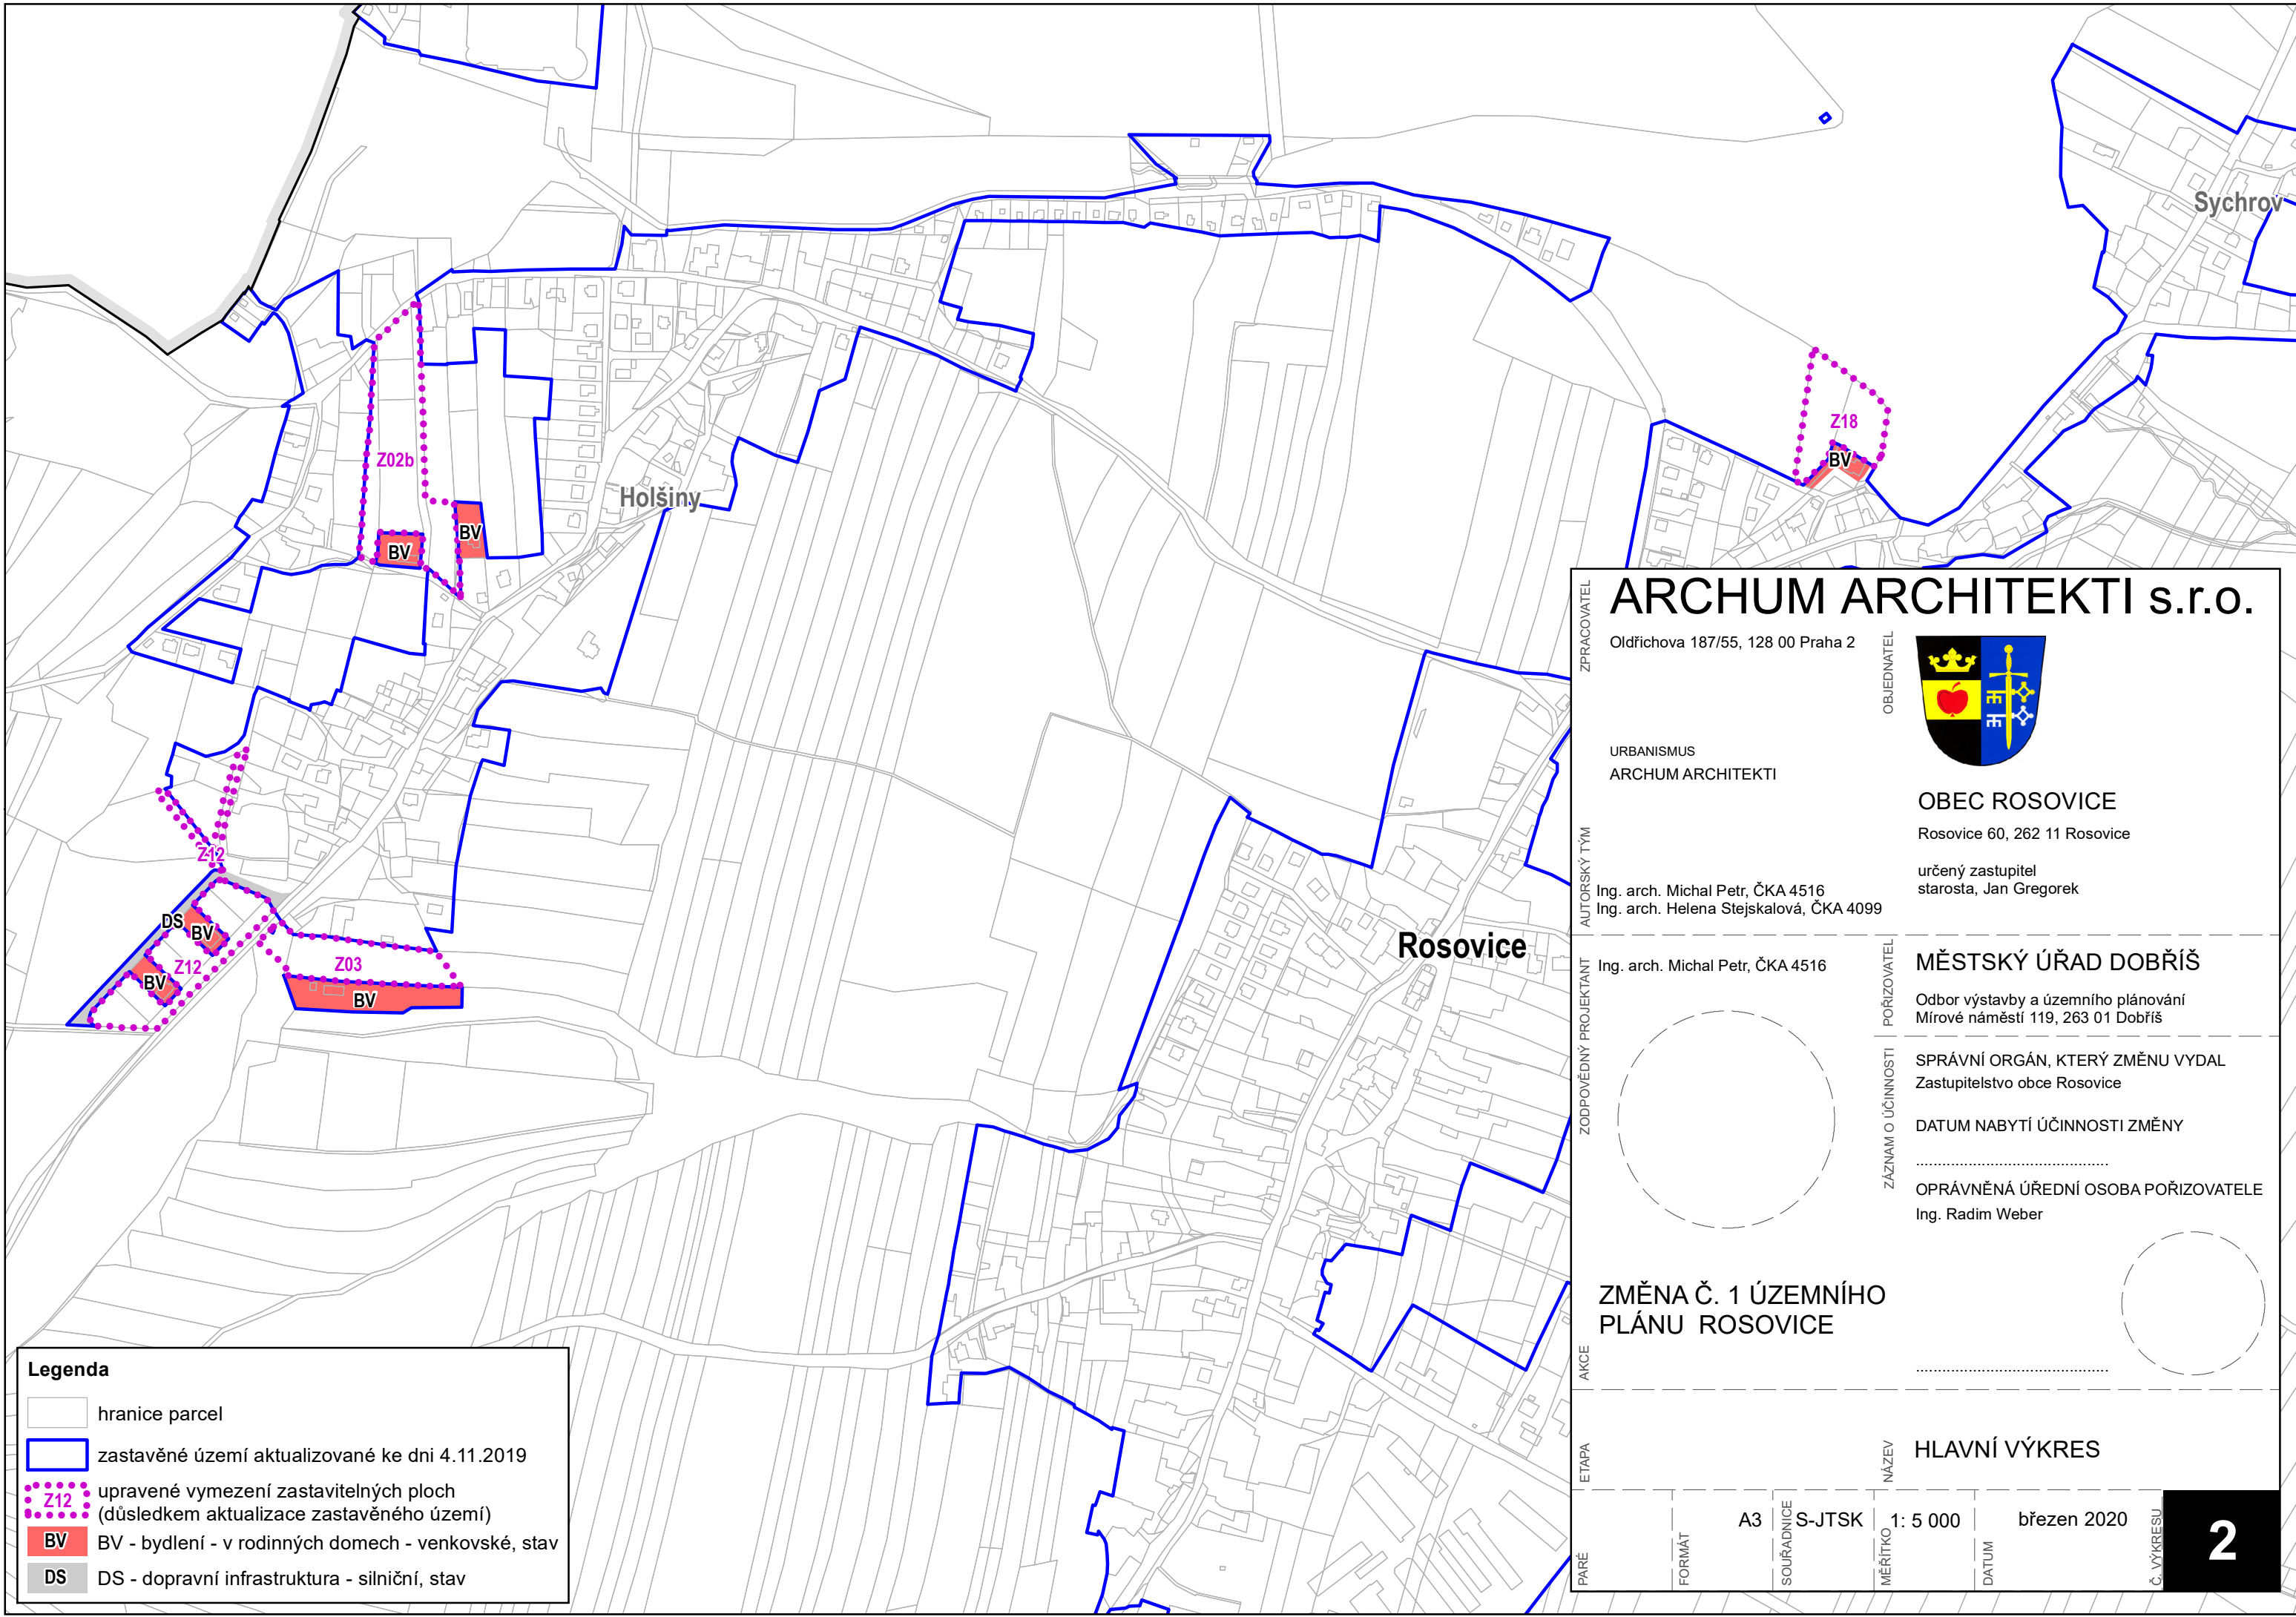 Sychrov
Z18
BV
Z02b
Holšiny
BV
BV
Z12
DS
BV
Z12
BV
Z03
BV
Rosovice
Legenda
hranice parcel
zastavěné území aktualizované ke dni 4.11.2019
Z12
upravené vymezení zastavitelných ploch
(důsledkem aktualizace zastavěného území)
BV
BV - bydlení - v rodinných domech - venkovské, stav
DS
DS - dopravní infrastruktura - silniční, stav
ZPRACOVATEL
ARCHUM ARCHITEKTI s.r.o.
Oldřichova 187/55, 128 00 Praha 2
OBJEDNATEL
URBANISMUS
ARCHUM ARCHITEKTI
OBEC ROSOVICE
Rosovice 60, 262 11 Rosovice
určený zastupitel
starosta, Jan Gregorek
AUTORSKÝ TÝM
Ing. arch. Michal Petr, ČKA 4516
Ing. arch. Helena Stejskalová, ČKA 4099
ZODPOVĚDNÝ PROJEKTANT
Ing. arch. Michal Petr, ČKA 4516
POŘIZOVATEL
MĚSTSKÝ ÚŘAD DOBŘÍŠ
Odbor výstavby a územního plánování
Mírové náměstí 119, 263 01 Dobříš
ZÁZNAM O ÚČINNOSTI
SPRÁVNÍ ORGÁN, KTERÝ ZMĚNU VYDAL
Zastupitelstvo obce Rosovice
DATUM NABYTÍ ÚČINNOSTI ZMĚNY
............................................
OPRÁVNĚNÁ ÚŘEDNÍ OSOBA POŘIZOVATELE
Ing. Radim Weber
............................................
AKCE
ZMĚNA Č. 1 ÚZEMNÍHO
PLÁNU ROSOVICE
ETAPA
NÁZEV
HLAVNÍ VÝKRES
PARÉ
FORMÁT
A3
SOUŘADNICE
S-JTSK
MĚŘÍTKO
1: 5 000
DATUM
březen 2020
Č. VÝKRESU
2